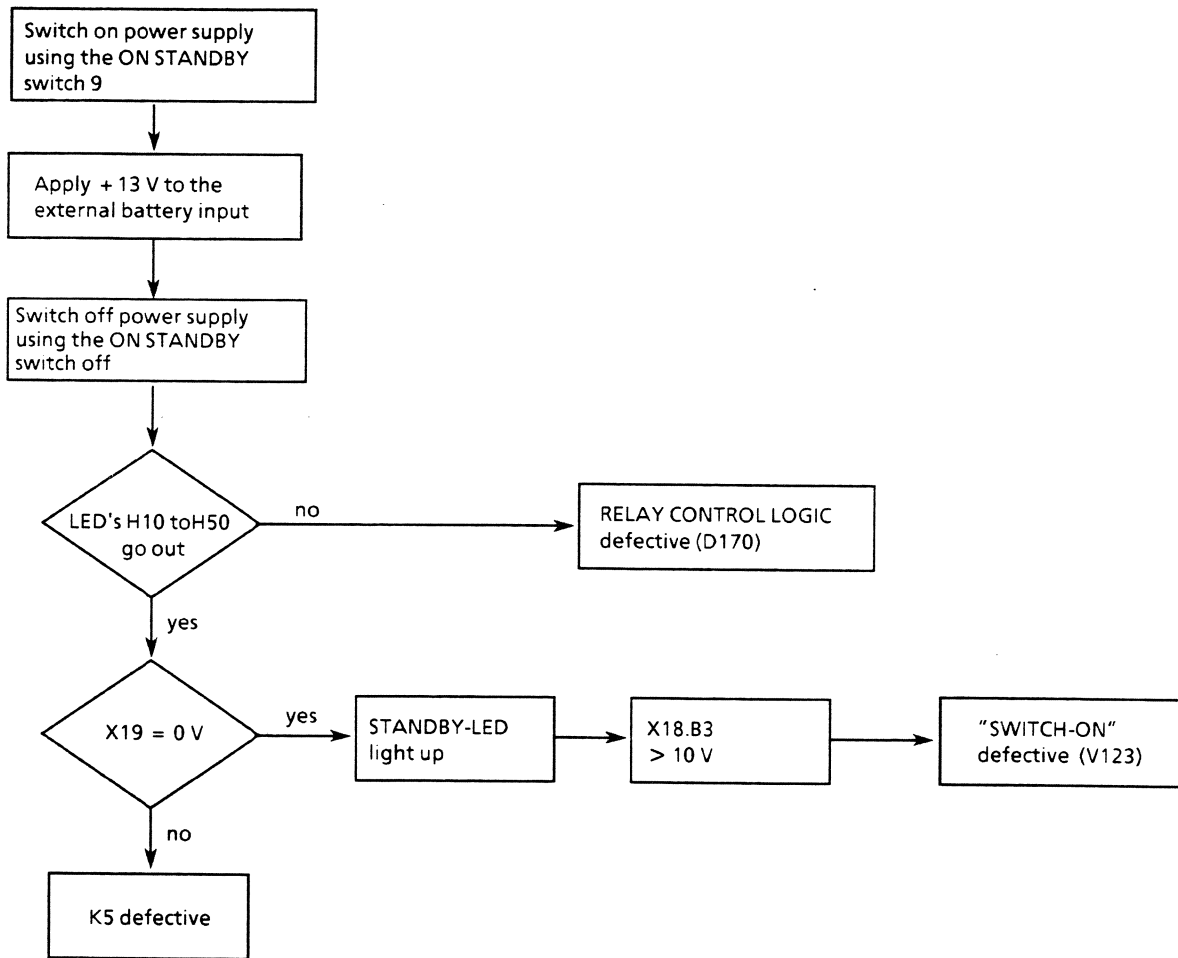 Switch on power supply
using the ON STANDBY
switch 9
Apply + 13 V to the
external battery input
Switch off power supply
using the ON STANDBY
switch off
LED's H10 toH50
go out
no
RELAY CONTROL LOGIC
defective (D170)
yes
X19 = 0 V
yes
STANDBY-LED
light up
X18.B3
> 10 V
"SWITCH-ON"
defective (V123)
no
K5 defective